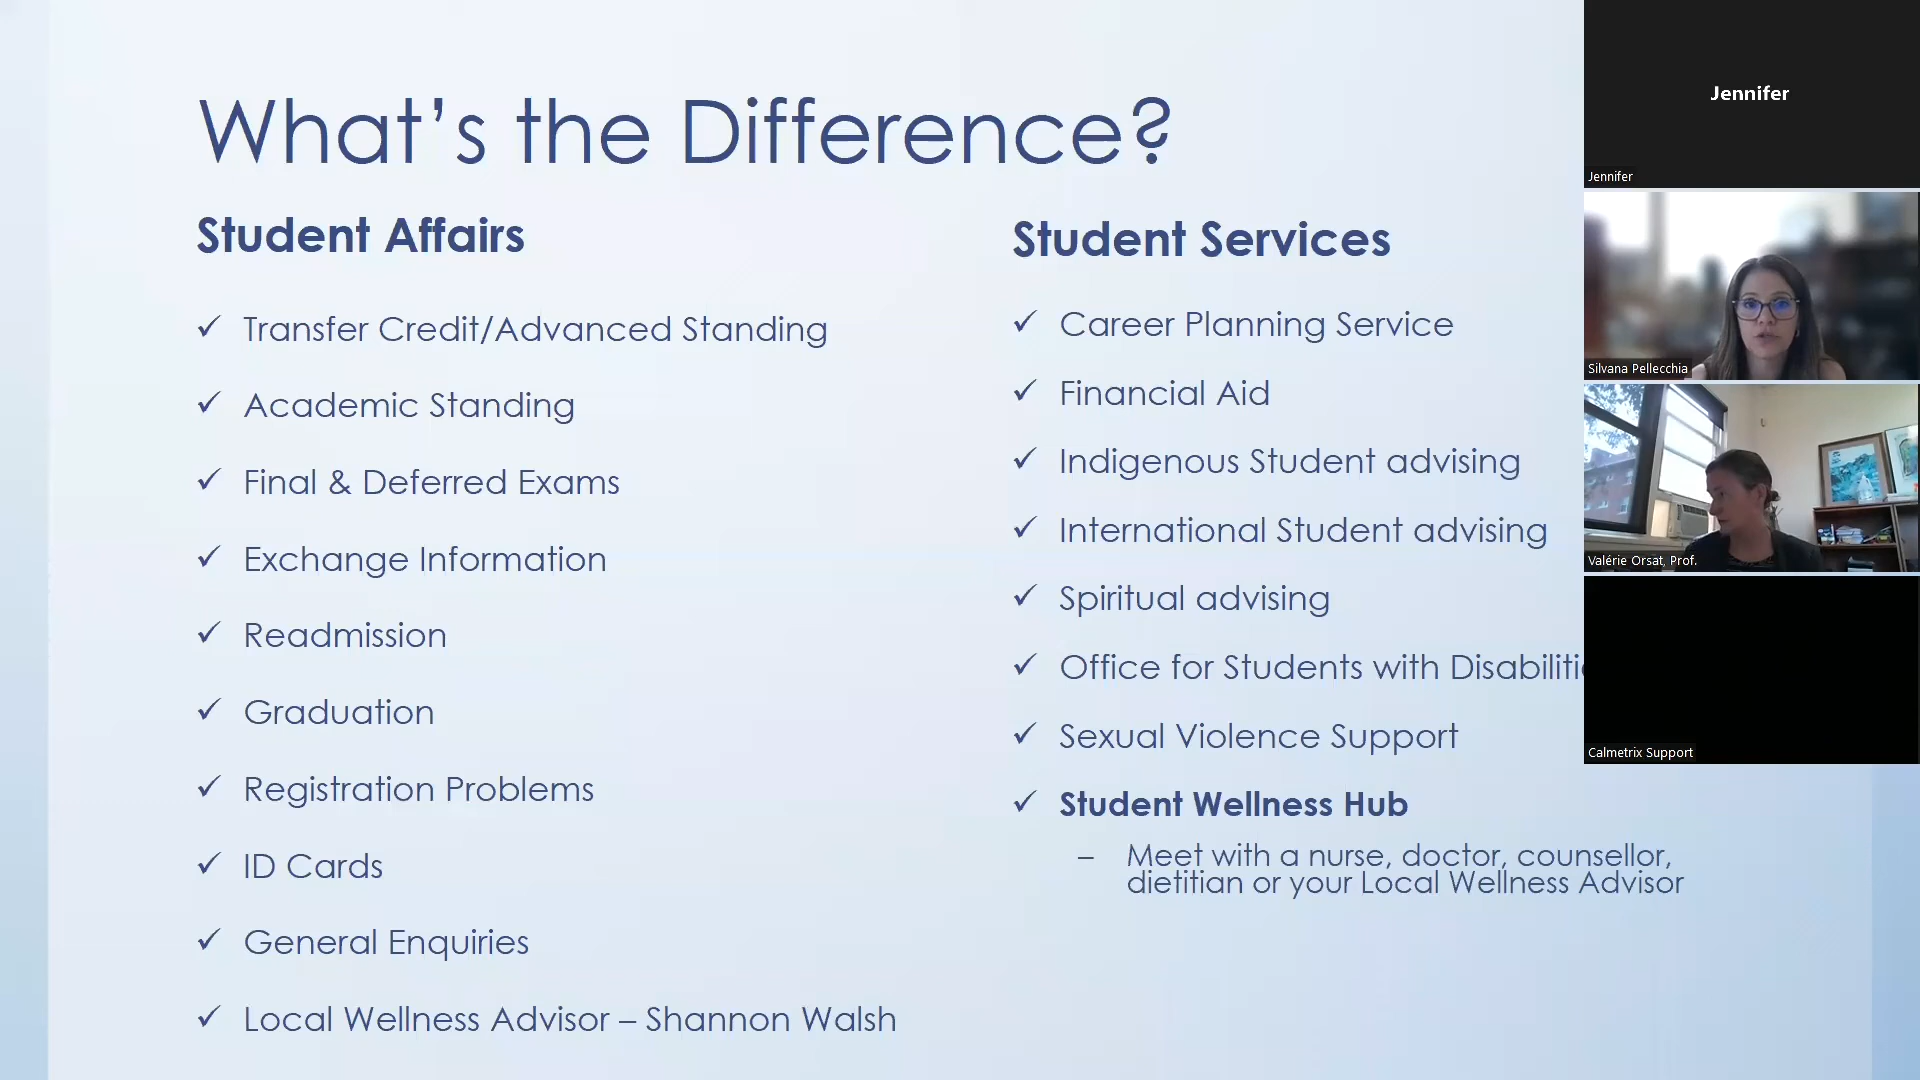 What's the Difference?
Student Affairs
✓ Transfer Credit/Advanced Standing
✓ Academic Standing
✓ Final & Deferred Exams
✓ Exchange Information
✓ Readmission
✓ Graduation
✓ Registration Problems
✓ ID Cards
✓ General Enquiries
✓ Local Wellness Advisor – Shannon Walsh
Student Services
✓ Career Planning Service
✓ Financial Aid
✓ Indigenous Student advising
✓ International Student advising
✓ Spiritual advising
✓ Office for Students with Disabiliti
✓ Sexual Violence Support
✓ Student Wellness Hub
– Meet with a nurse, doctor, counsellor,
dietitian or your Local Wellness Advisor
Jennifer
Jennifer
Silvana Pellecchia
Valérie Orsat, Prof.
Calmetrix Support